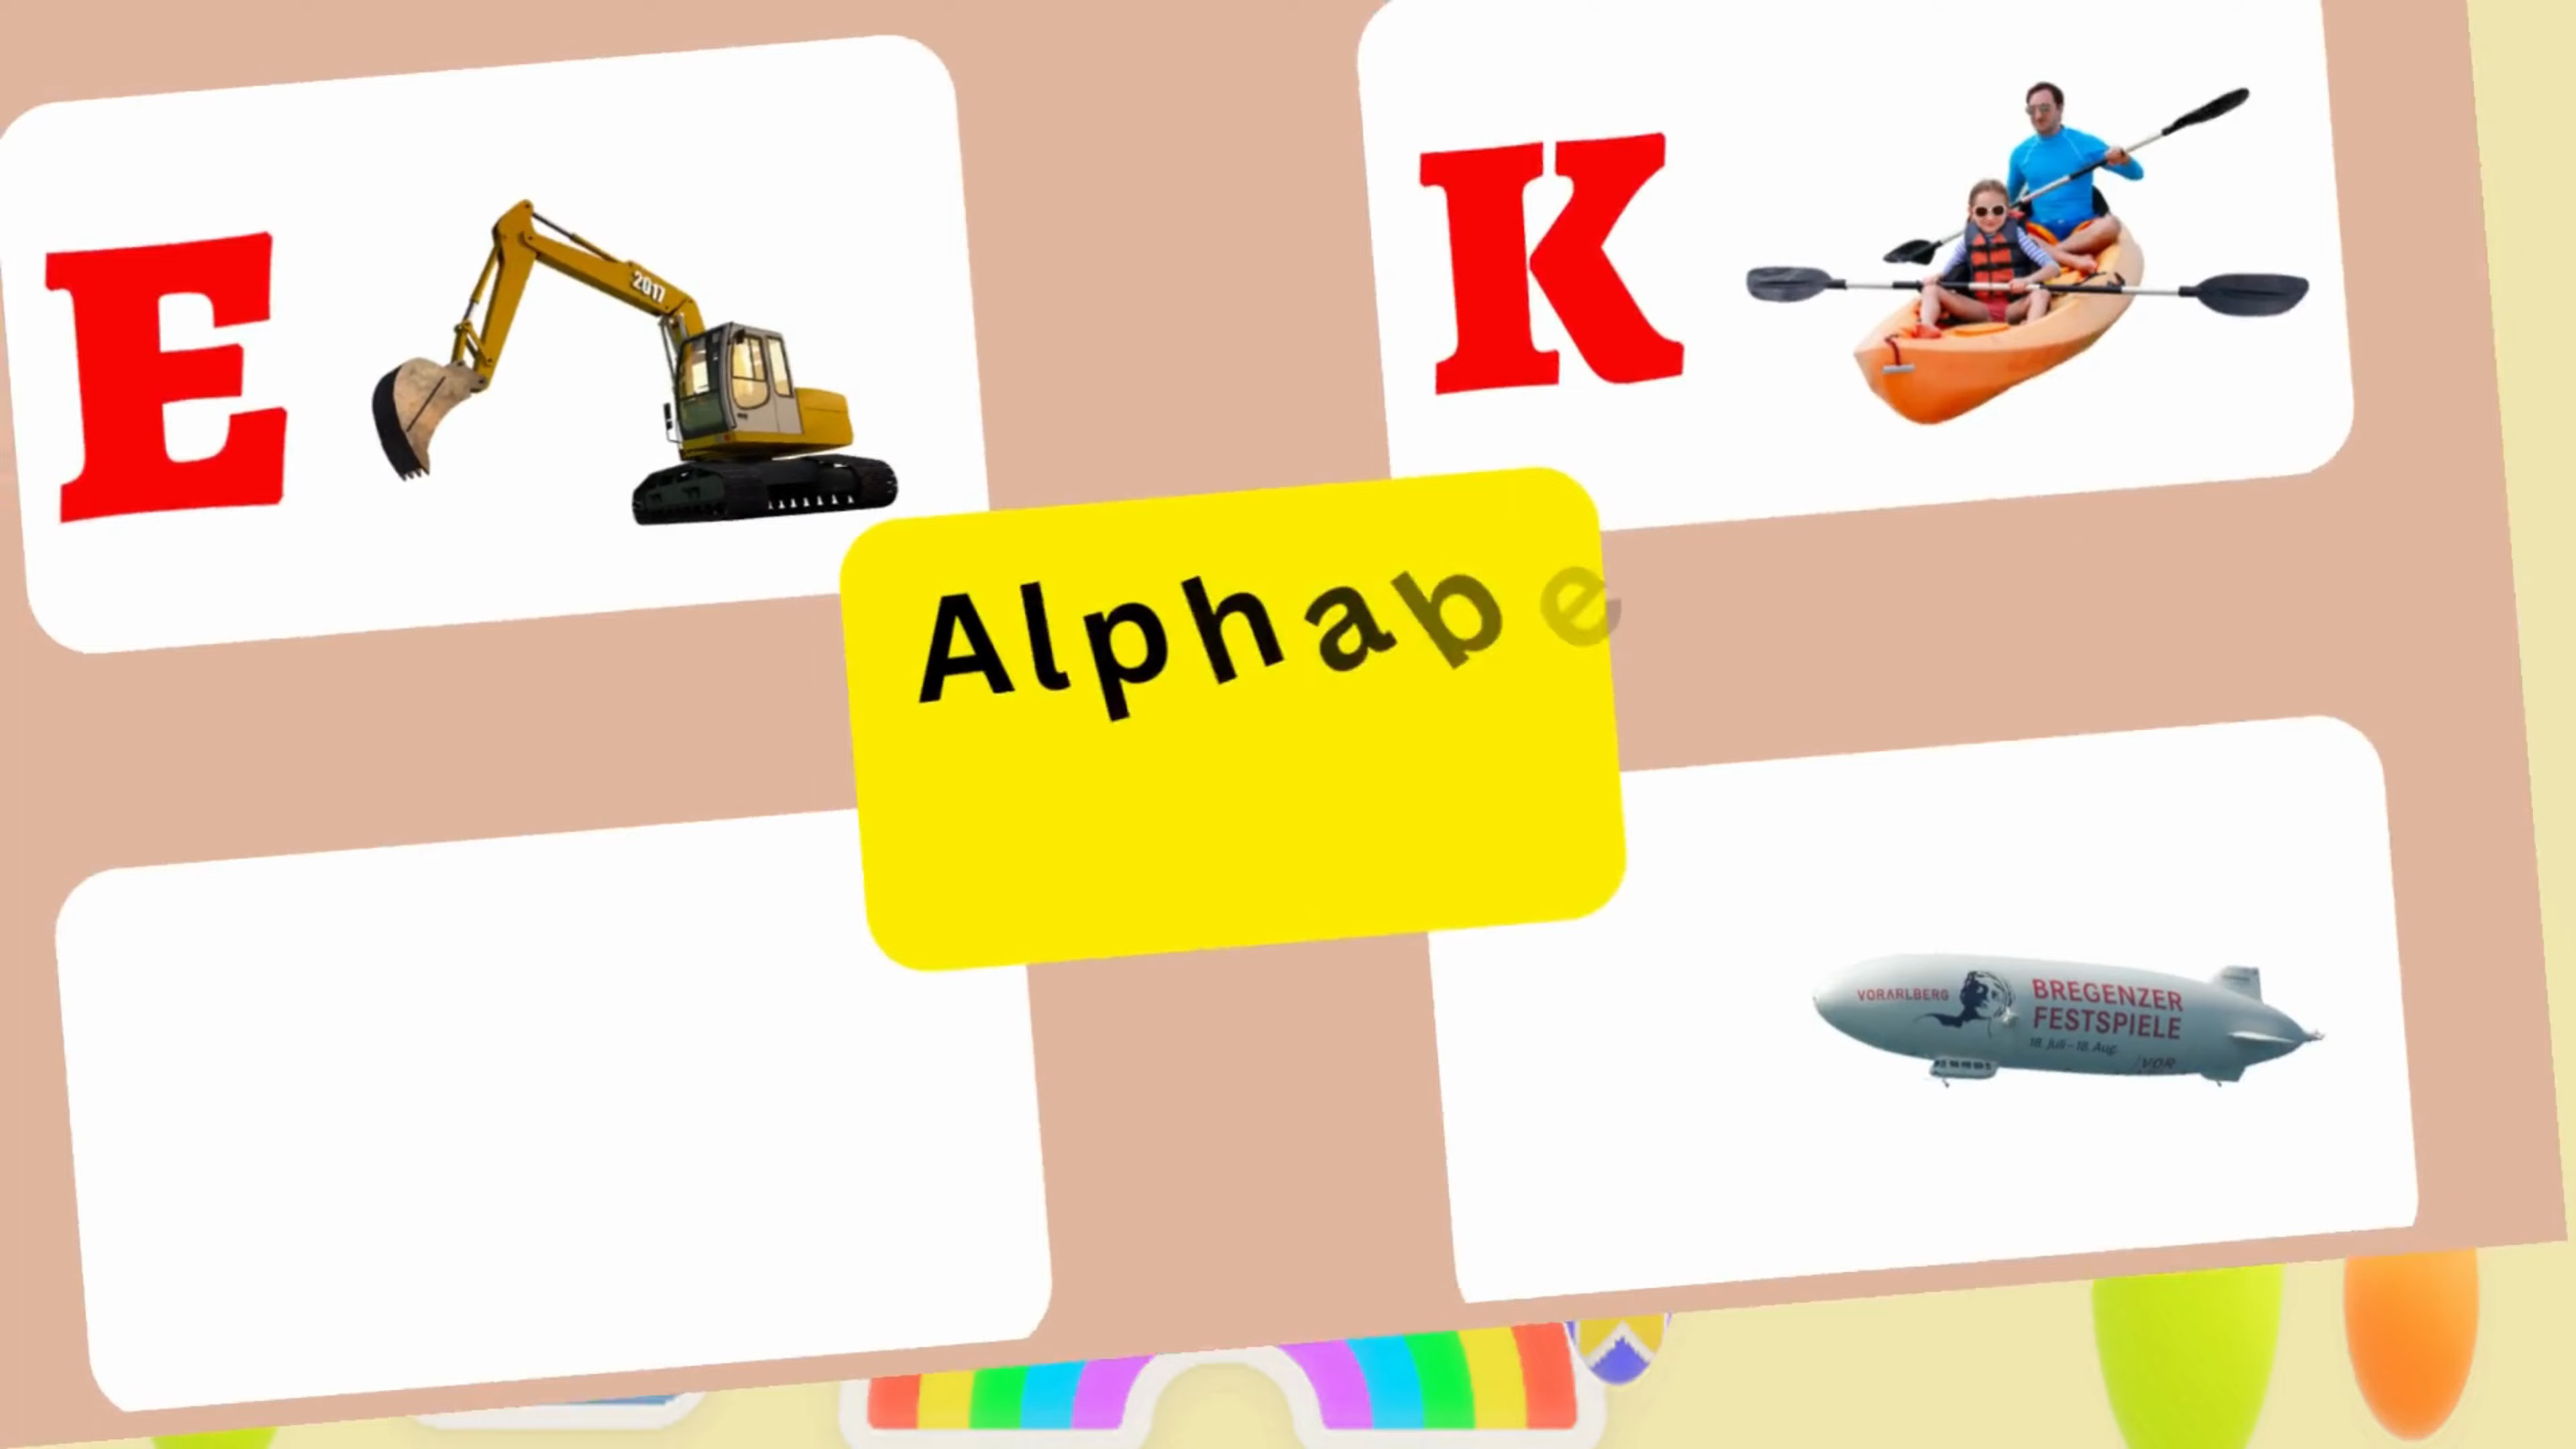 E
2017
K
Alphabe
VORARLBERG
BREGENZER
FESTSPIELE
18. Juli - 18. Aug.
VOR